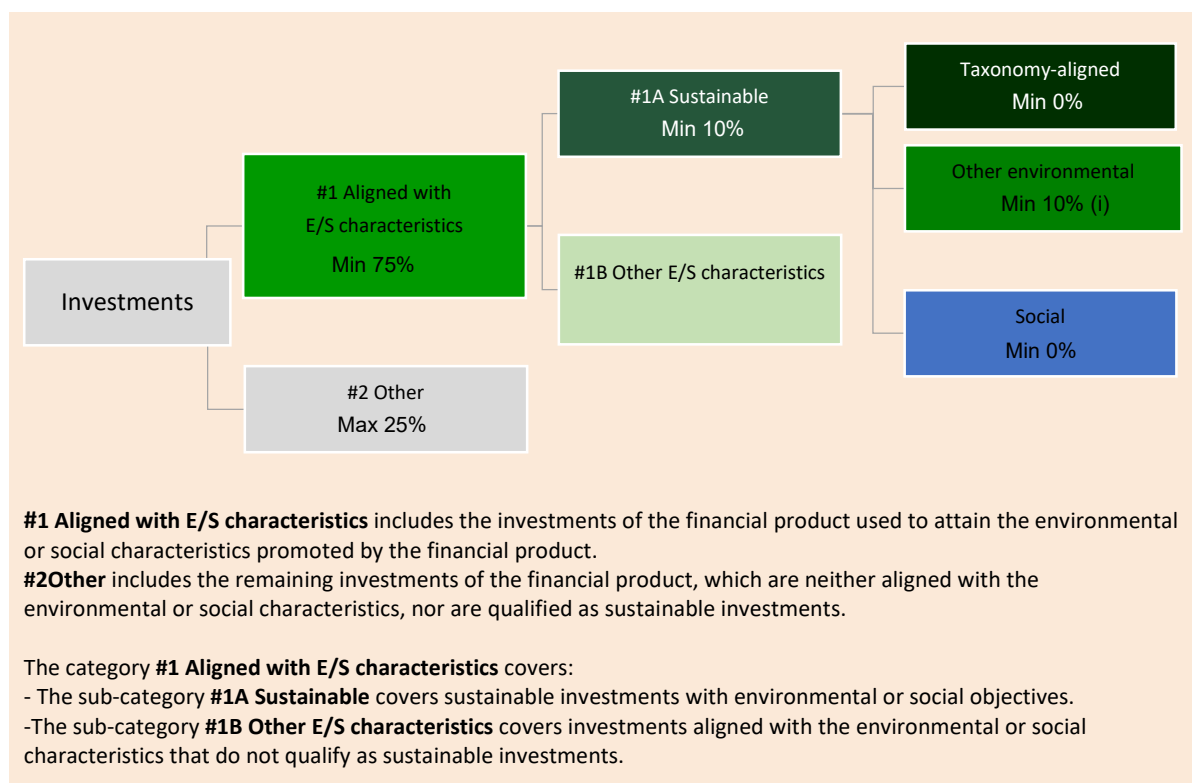 Investments
#1 Aligned with
E/S characteristics
Min 75%
#2 Other
Max 25%
#1A Sustainable
Min 10%
#1B Other E/S characteristics
Taxonomy-aligned
Min 0%
Other environmental
Min 10% (i)
Social
Min 0%
#1 Aligned with E/S characteristics includes the investments of the financial product used to attain the environmental
or social characteristics promoted by the financial product.
#2Other includes the remaining investments of the financial product, which are neither aligned with the
environmental or social characteristics, nor are qualified as sustainable investments.
The category #1 Aligned with E/S characteristics covers:
- The sub-category #1A Sustainable covers sustainable investments with environmental or social objectives.
-The sub-category #1B Other E/S characteristics covers investments aligned with the environmental or social
characteristics that do not qualify as sustainable investments.